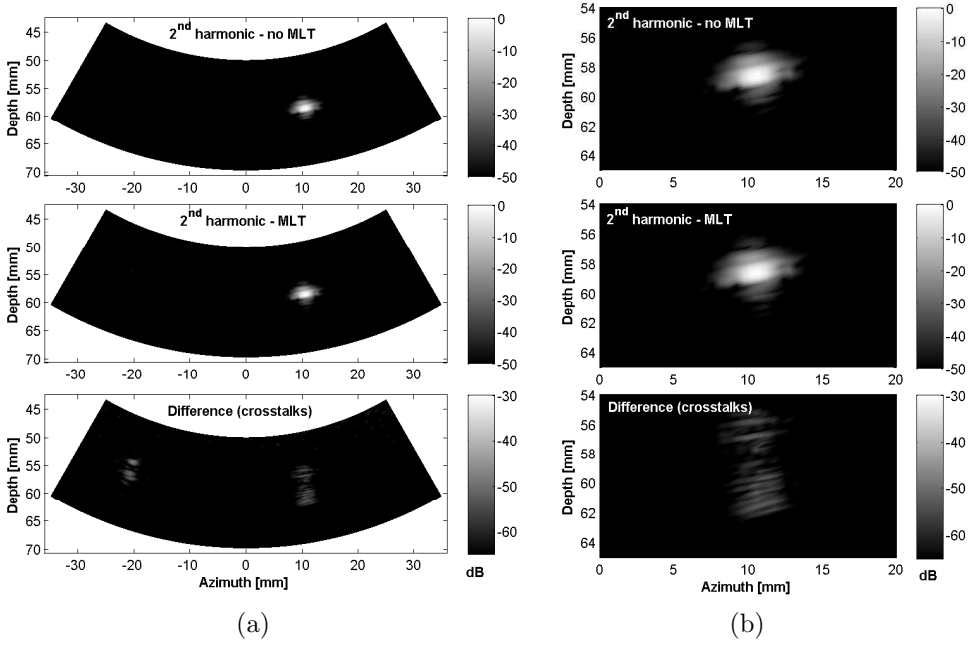 2nd harmonic - no MLT
Depth [mm]
45
50
55
60
65
70
-30 -20 -10 0 10 20 30
0
-10
-20
-30
-40
-50
2nd harmonic - MLT
Depth [mm]
45
50
55
60
65
70
-30 -20 -10 0 10 20 30
0
-10
-20
-30
-40
-50
Difference (crosstalks)
Depth [mm]
45
50
55
60
65
70
-30 -20 -10 0 10 20 30
Azimuth [mm]
-30
-40
-50
-60
dB
(a)
2nd harmonic - no MLT
Depth [mm]
54
56
58
60
62
64
0 5 10 15 20
0
-10
-20
-30
-40
-50
2nd harmonic - MLT
Depth [mm]
54
56
58
60
62
64
0 5 10 15 20
0
-10
-20
-30
-40
-50
Difference (crosstalks)
Depth [mm]
54
56
58
60
62
64
0 5 10 15 20
Azimuth [mm]
-30
-40
-50
-60
dB
(b)